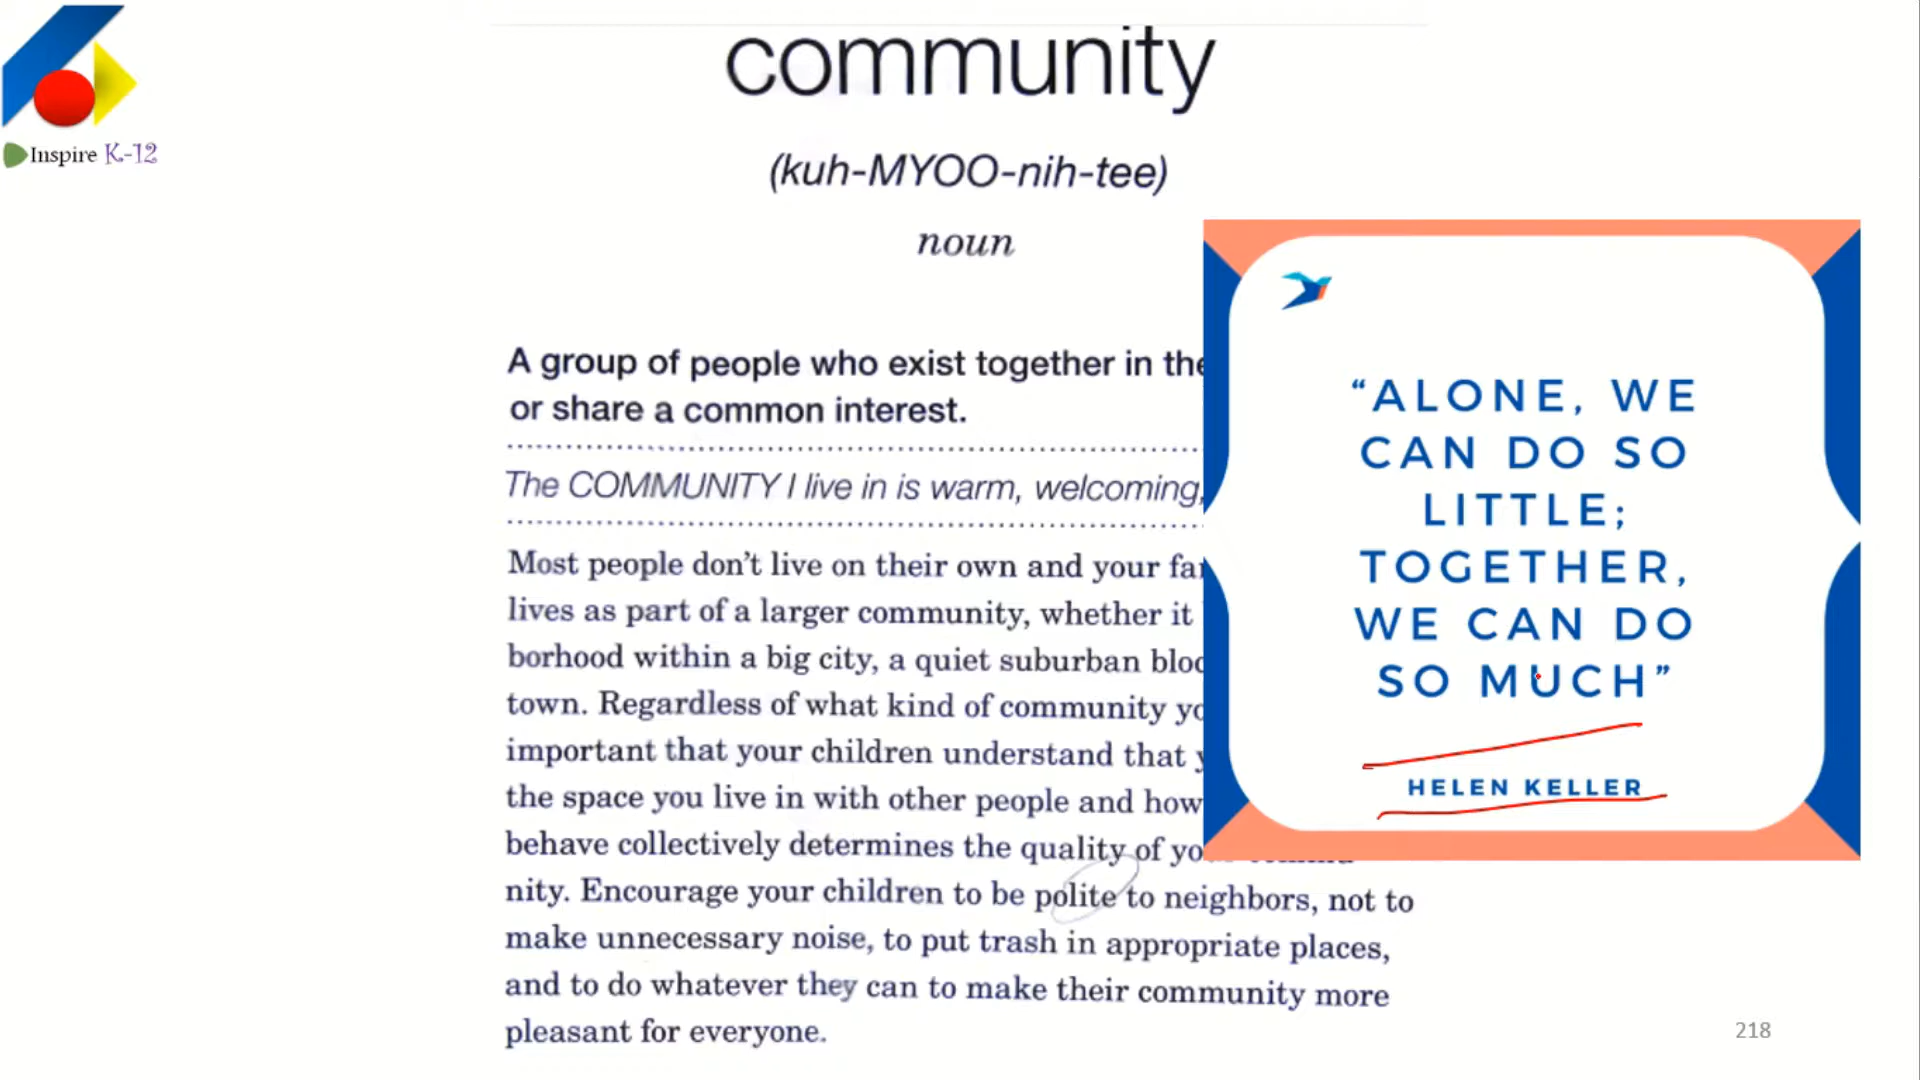 Inspire K-12
community
(kuh-MYOO-nih-tee)
noun
A group of people who exist together in the
or share a common interest.
The COMMUNITY I live in is warm, welcoming,
Most people don't live on their own and your
lives as part of a larger community, whether it
borhood within a big city, a quiet suburban
town. Regardless of what kind of community
important that your children understand that
the space you live in with other people and how
behave collectively determines the quality of
nity. Encourage your children to be polite to neighbors, not to
make unnecessary noise, to put trash in appropriate places,
and to do whatever they can to make their community more
pleasant for everyone.
“ALONE, WE
CAN DO SO
LITTLE;
TOGETHER,
WE CAN DO
SO MUCH”
HELEN KELLER
218